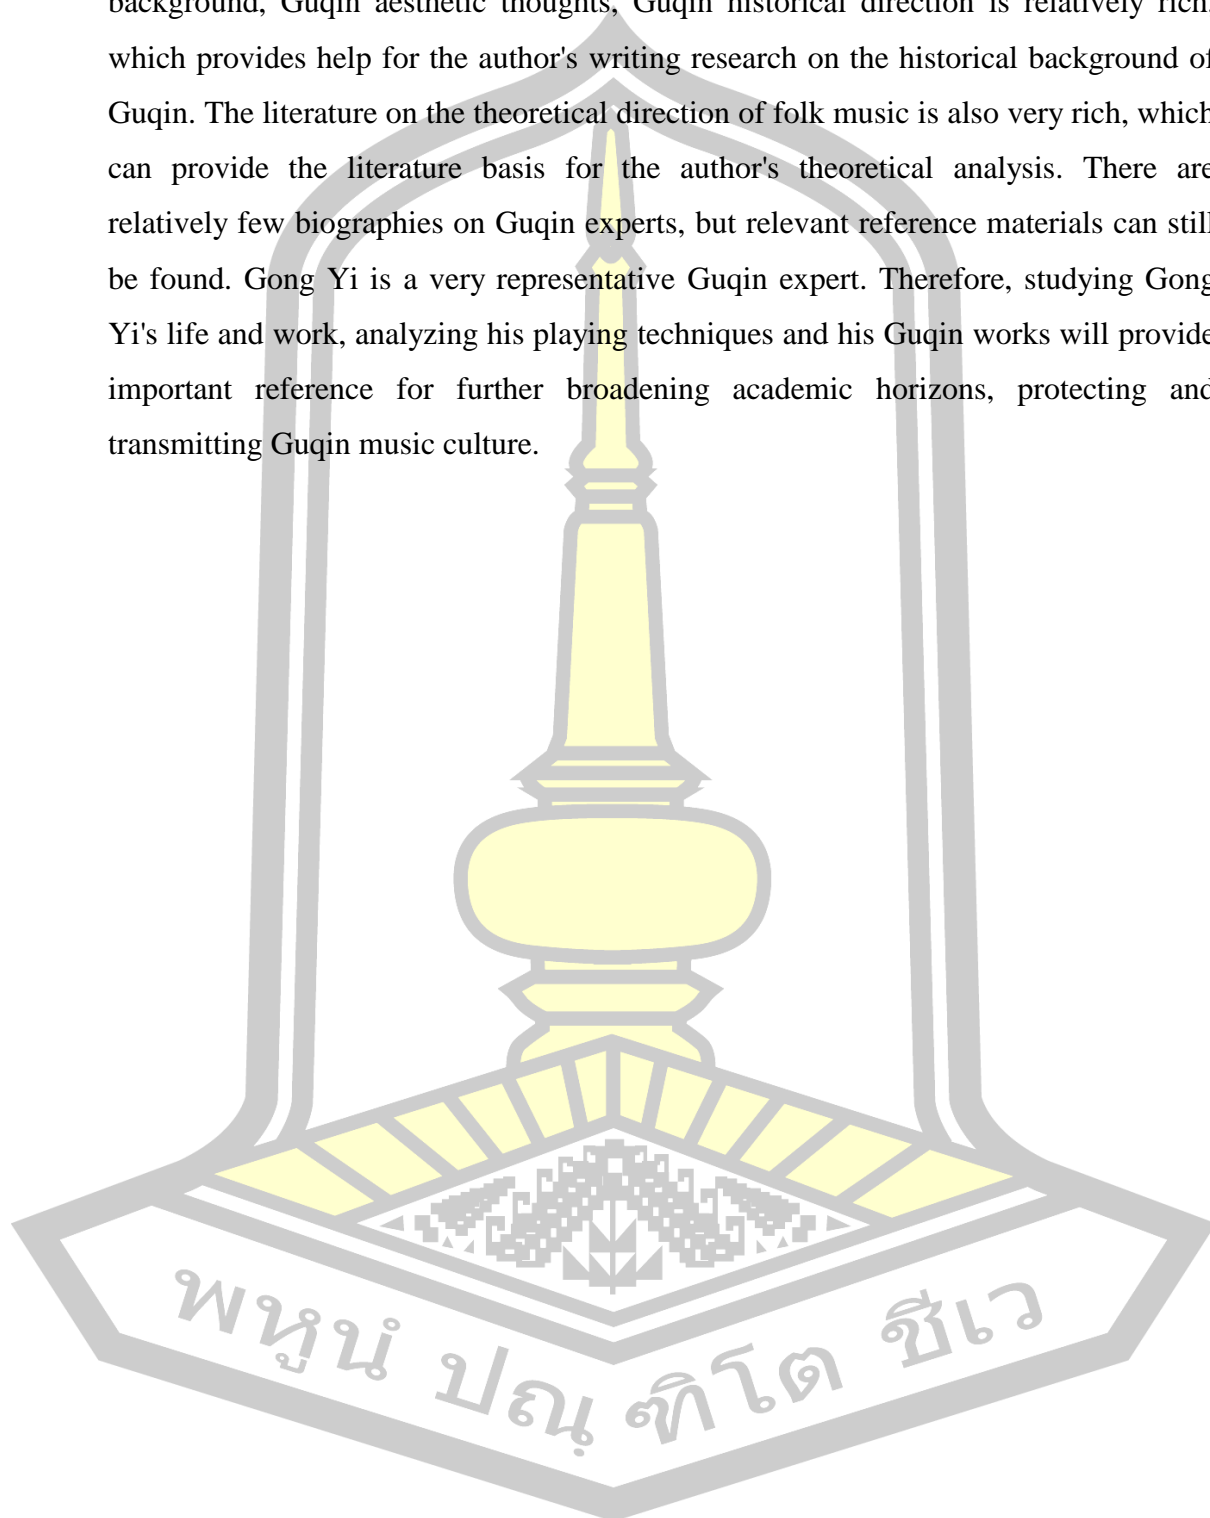 background, Guqin aesthetic thoughts, Guqin historical direction is relatively rich,
which provides help for the author's writing research on the historical background of
Guqin. The literature on the theoretical direction of folk music is also very rich, which
can provide the literature basis for the author's theoretical analysis. There are
relatively few biographies on Guqin experts, but relevant reference materials can still
be found. Gong Yi is a very representative Guqin expert. Therefore, studying Gong
Yi's life and work, analyzing his playing techniques and his Guqin works will provide
important reference for further broadening academic horizons, protecting and
transmitting Guqin music culture.
พหูนํ ปณฺฑิโต ชีเว